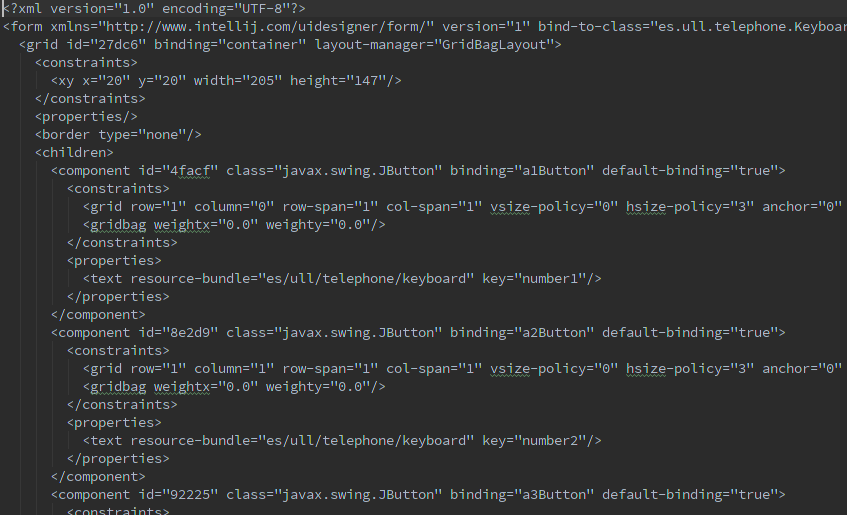 <?xml version="1.0" encoding="UTF-8"?>
<form xmlns="http://www.intellij.com/uidesigner/form/" version="1" bind-to-class="es.ull.telephone.Keyboar
<grid id="27dc6" binding="container" layout-manager="GridBagLayout">
<constraints>
<xy x="20" y="20" width="205" height="147"/>
</constraints>
<properties/>
<border type="none"/>
<children>
<component id="4facf" class="javax.swing.JButton" binding="a1Button" default-binding="true">
<constraints>
<grid row="1" column="0" row-span="1" col-span="1" vsize-policy="0" hsize-policy="3" anchor="0"
<gridbag weightx="0.0" weighty="0.0"/>
</constraints>
<properties>
<text resource-bundle="es/ull/telephone/keyboard" key="number1"/>
</properties>
</component>
<component id="8e2d9" class="javax.swing.JButton" binding="a2Button" default-binding="true">
<constraints>
<grid row="1" column="1" row-span="1" col-span="1" vsize-policy="0" hsize-policy="3" anchor="0"
<gridbag weightx="0.0" weighty="0.0"/>
</constraints>
<properties>
<text resource-bundle="es/ull/telephone/keyboard" key="number2"/>
</properties>
</component>
<component id="92225" class="javax.swing.JButton" binding="a3Button" default-binding="true">
<constraints>